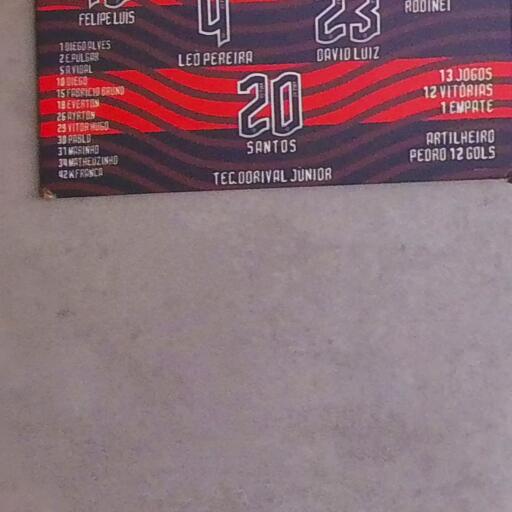 FELIPE LUIS
4
LEO PEREIRA
23
DAVID LUIZ
RODINEI
1 DIEGO ALVES
2 E.PULGAR
5 A.VIDAL
10 DIEGO
15 FABRICIO BRUNO
18 EVERTON
26 AYRTON
29 VITOR HUGO
30 PABLO
31 MARINHO
34 MATHEUZINHO
42 W.FRANCA
20
SANTOS
TEC. DORIVAL JÚNIOR
13 JOGOS
12 VITÓRIAS
1 EMPATE
ARTILHEIRO
PEDRO 12 GOLS